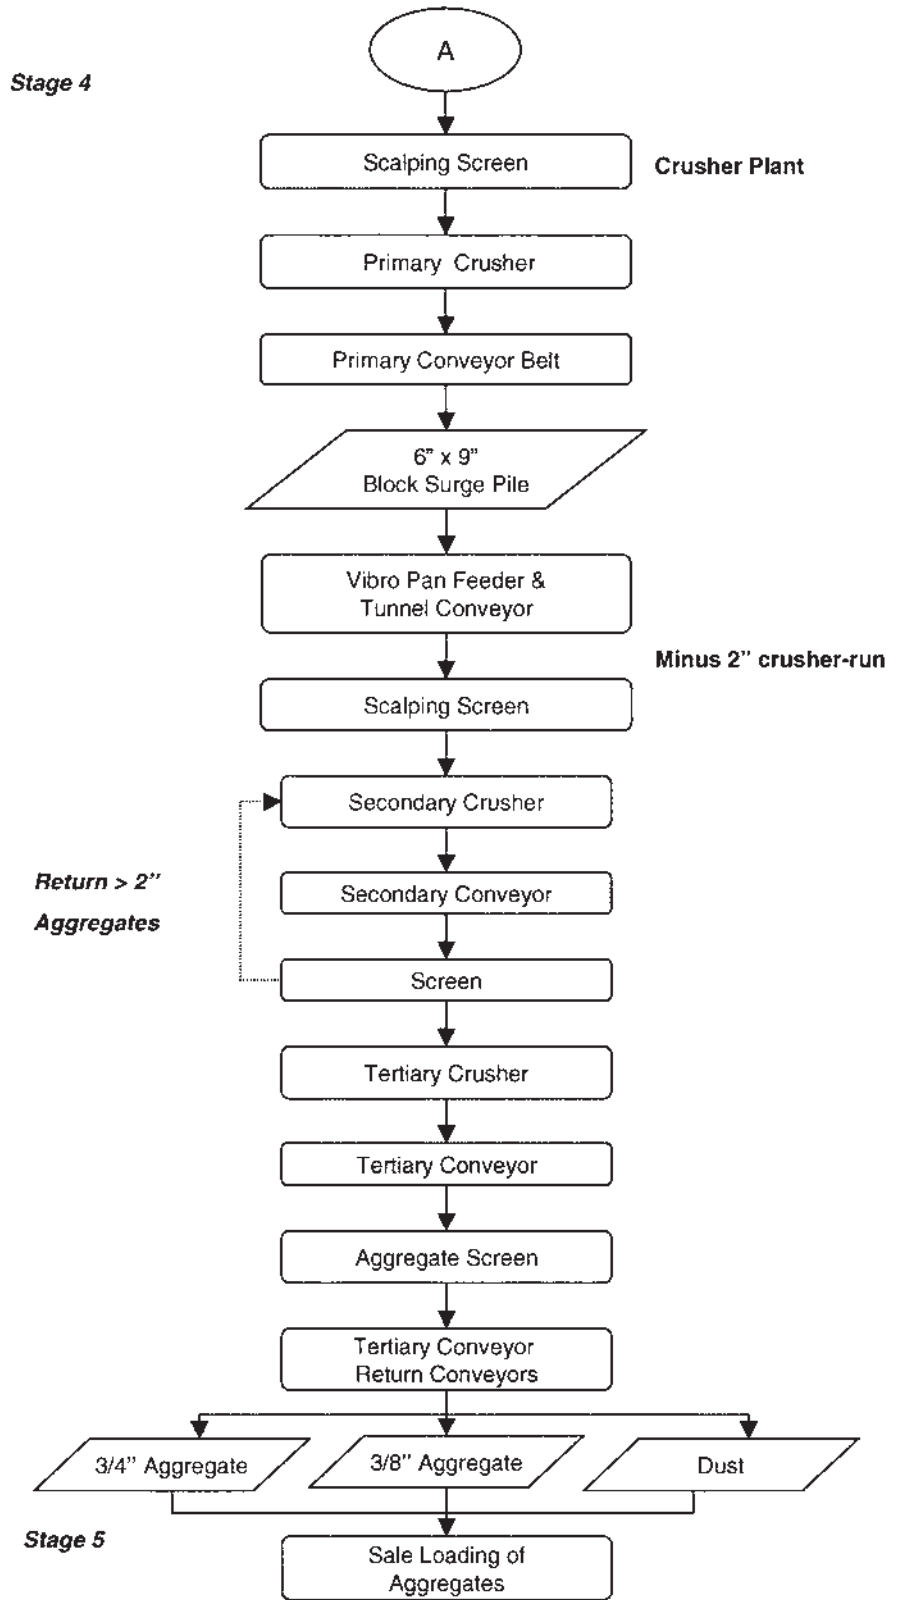 A
Stage 4
Scalping Screen
Crusher Plant
Primary Crusher
Primary Conveyor Belt
6” x 9”
Block Surge Pile
Vibro Pan Feeder &
Tunnel Conveyor
Minus 2” crusher-run
Scalping Screen
Secondary Crusher
Return > 2”
Aggregates
Secondary Conveyor
Screen
Tertiary Crusher
Tertiary Conveyor
Aggregate Screen
Tertiary Conveyor
Return Conveyors
3/4” Aggregate
3/8” Aggregate
Dust
Stage 5
Sale Loading of
Aggregates